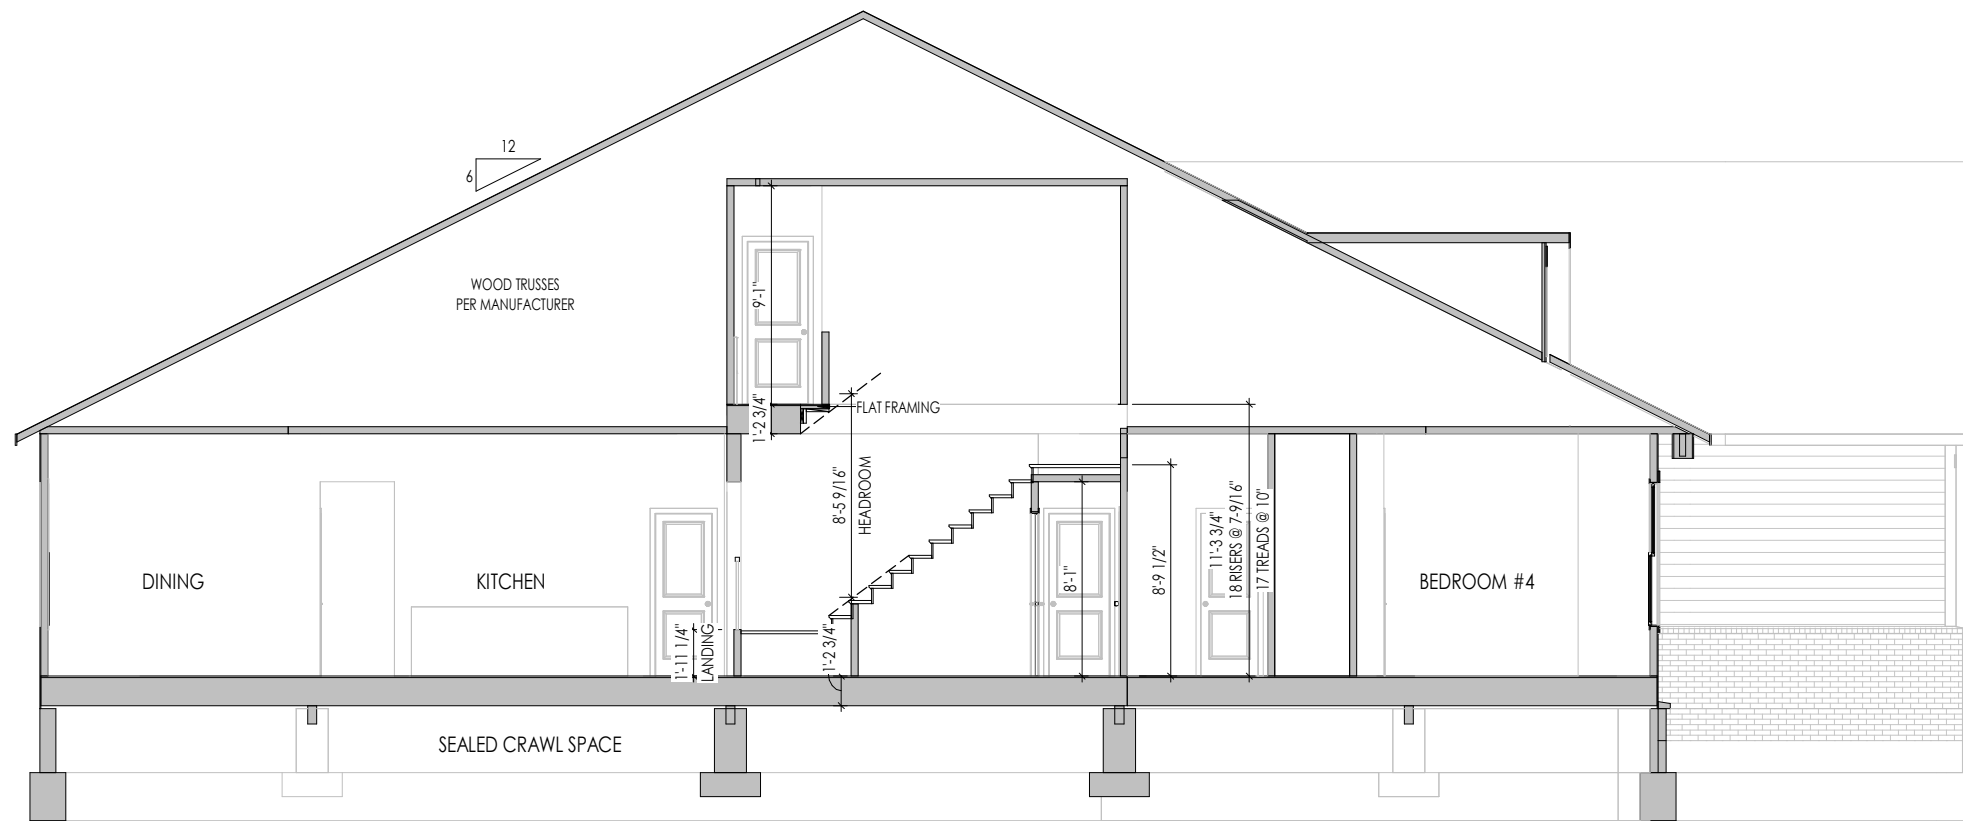 12
6
WOOD TRUSSES
PER MANUFACTURER
9'-1"
1'-2 3/4"
FLAT FRAMING
8'-5 9/16"
HEADROOM
DINING
KITCHEN
1'-11 1/4"
LANDING
1'-2 3/4"
8'-1"
8'-9 1/2"
11'-3 3/4"
18 RISERS @ 7-9/16"
17 TREADS @ 10"
BEDROOM #4
SEALED CRAWL SPACE